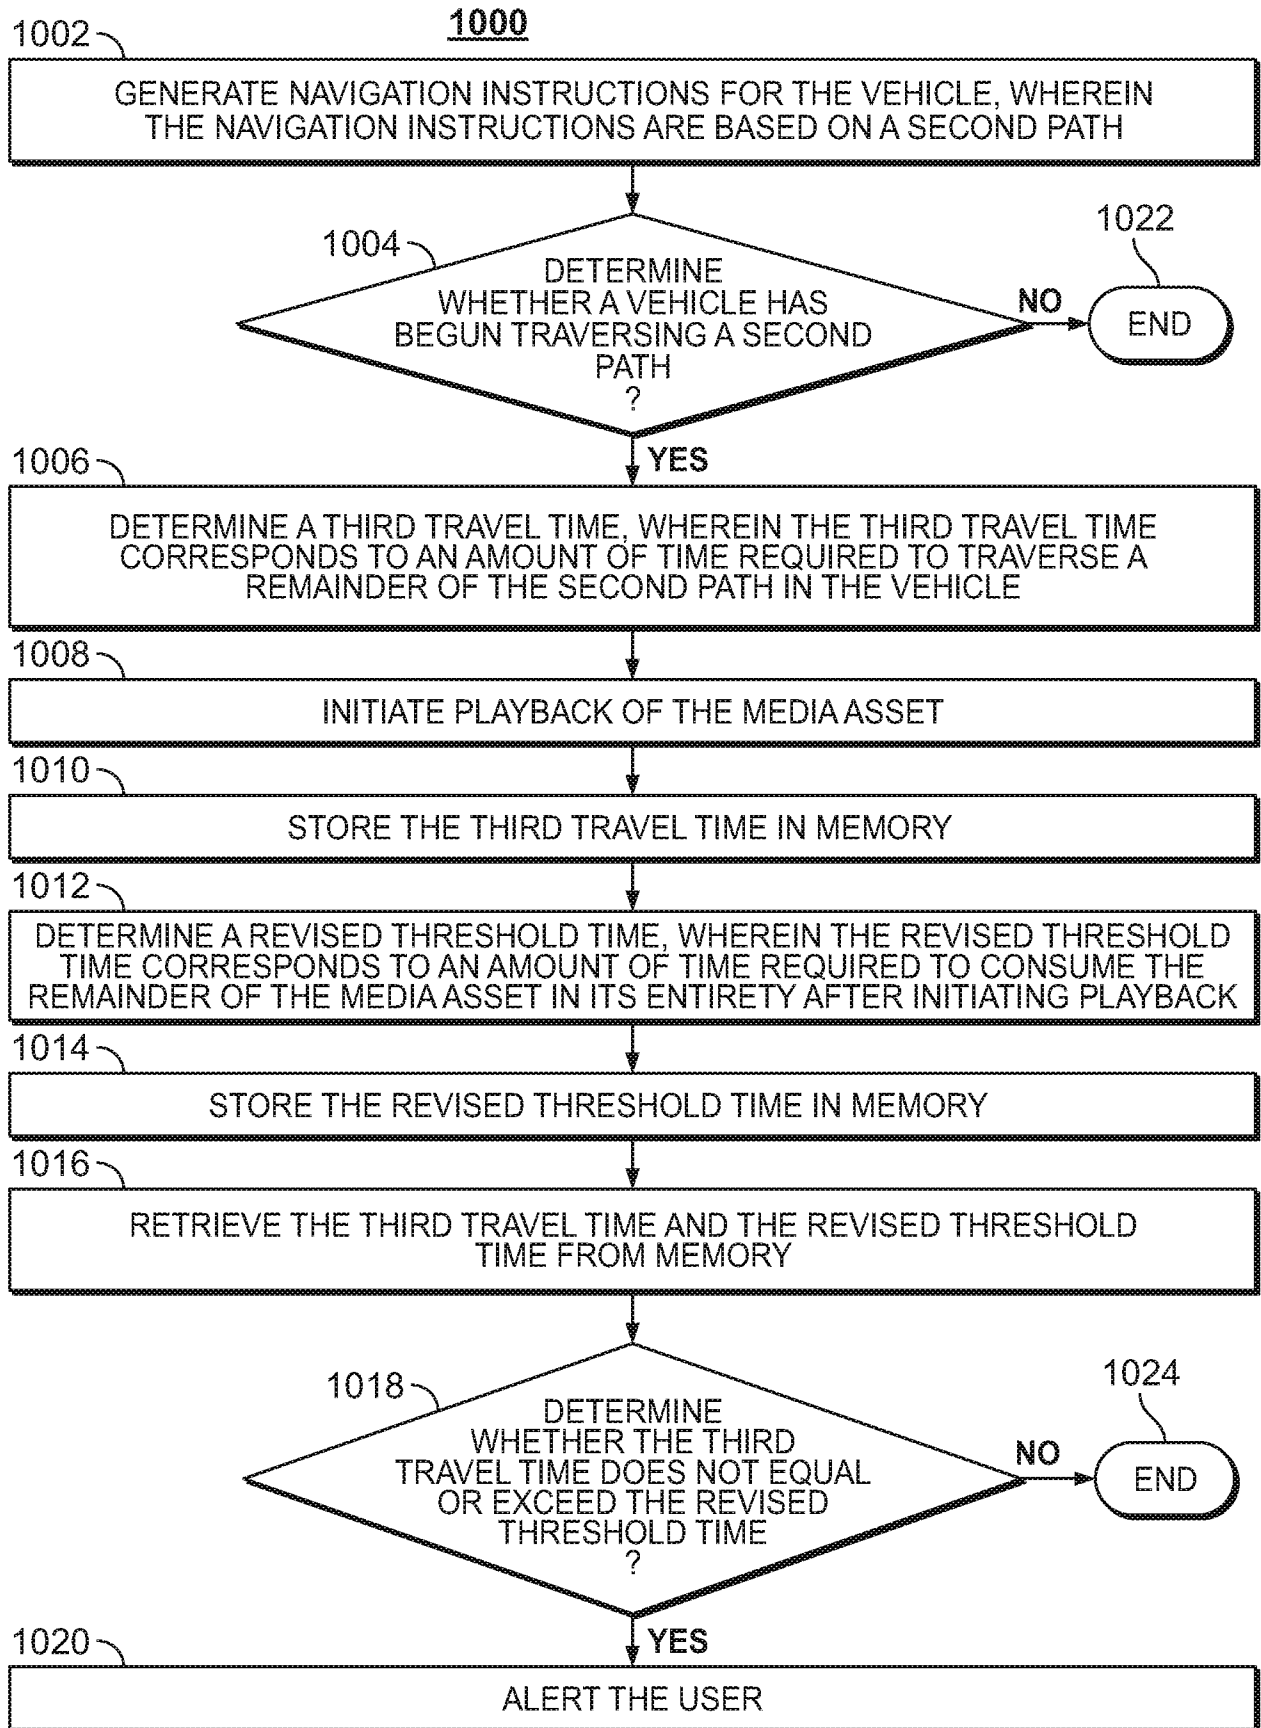 1000
1002
GENERATE NAVIGATION INSTRUCTIONS FOR THE VEHICLE, WHEREIN
THE NAVIGATION INSTRUCTIONS ARE BASED ON A SECOND PATH
1004
DETERMINE
WHETHER A VEHICLE HAS
BEGUN TRAVERSING A SECOND
PATH
?
NO
1022
END
YES
1006
DETERMINE A THIRD TRAVEL TIME, WHEREIN THE THIRD TRAVEL TIME
CORRESPONDS TO AN AMOUNT OF TIME REQUIRED TO TRAVERSE A
REMAINDER OF THE SECOND PATH IN THE VEHICLE
1008
INITIATE PLAYBACK OF THE MEDIA ASSET
1010
STORE THE THIRD TRAVEL TIME IN MEMORY
1012
DETERMINE A REVISED THRESHOLD TIME, WHEREIN THE REVISED THRESHOLD
TIME CORRESPONDS TO AN AMOUNT OF TIME REQUIRED TO CONSUME THE
REMAINDER OF THE MEDIA ASSET IN ITS ENTIRETY AFTER INITIATING PLAYBACK
1014
STORE THE REVISED THRESHOLD TIME IN MEMORY
1016
RETRIEVE THE THIRD TRAVEL TIME AND THE REVISED THRESHOLD
TIME FROM MEMORY
1018
DETERMINE
WHETHER THE THIRD
TRAVEL TIME DOES NOT EQUAL
OR EXCEED THE REVISED
THRESHOLD TIME
?
NO
1024
END
YES
1020
ALERT THE USER